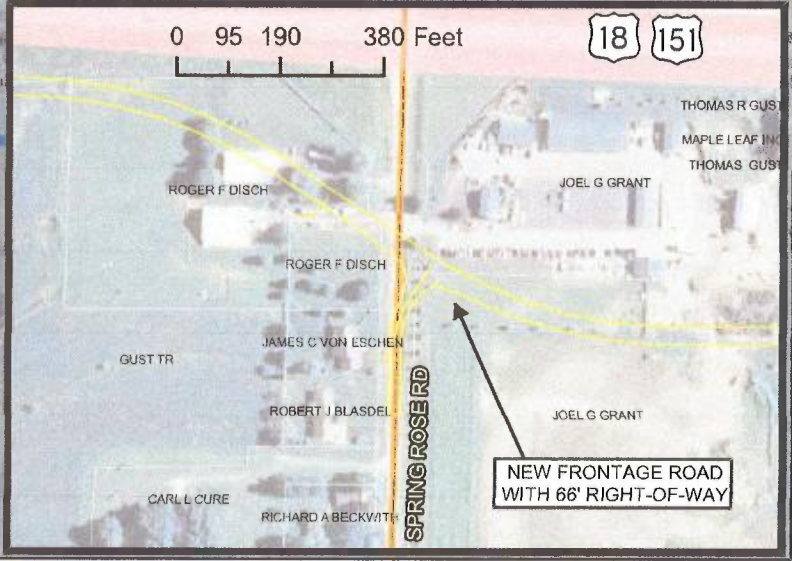 0 95 190 380 Feet
18 151
THOMAS R GUST
MAPLE LEAF IN
THOMAS GUST
ROGER F DISCH
JOEL G GRANT
ROGER F DISCH
JAMES C VON ESCHEN
GUST TR
ROBERT J BLASDEL
JOEL G GRANT
SPRING ROSE RD
NEW FRONTAGE ROAD
WITH 66' RIGHT-OF-WAY
CARL L CURE
RICHARD A BECKWITH